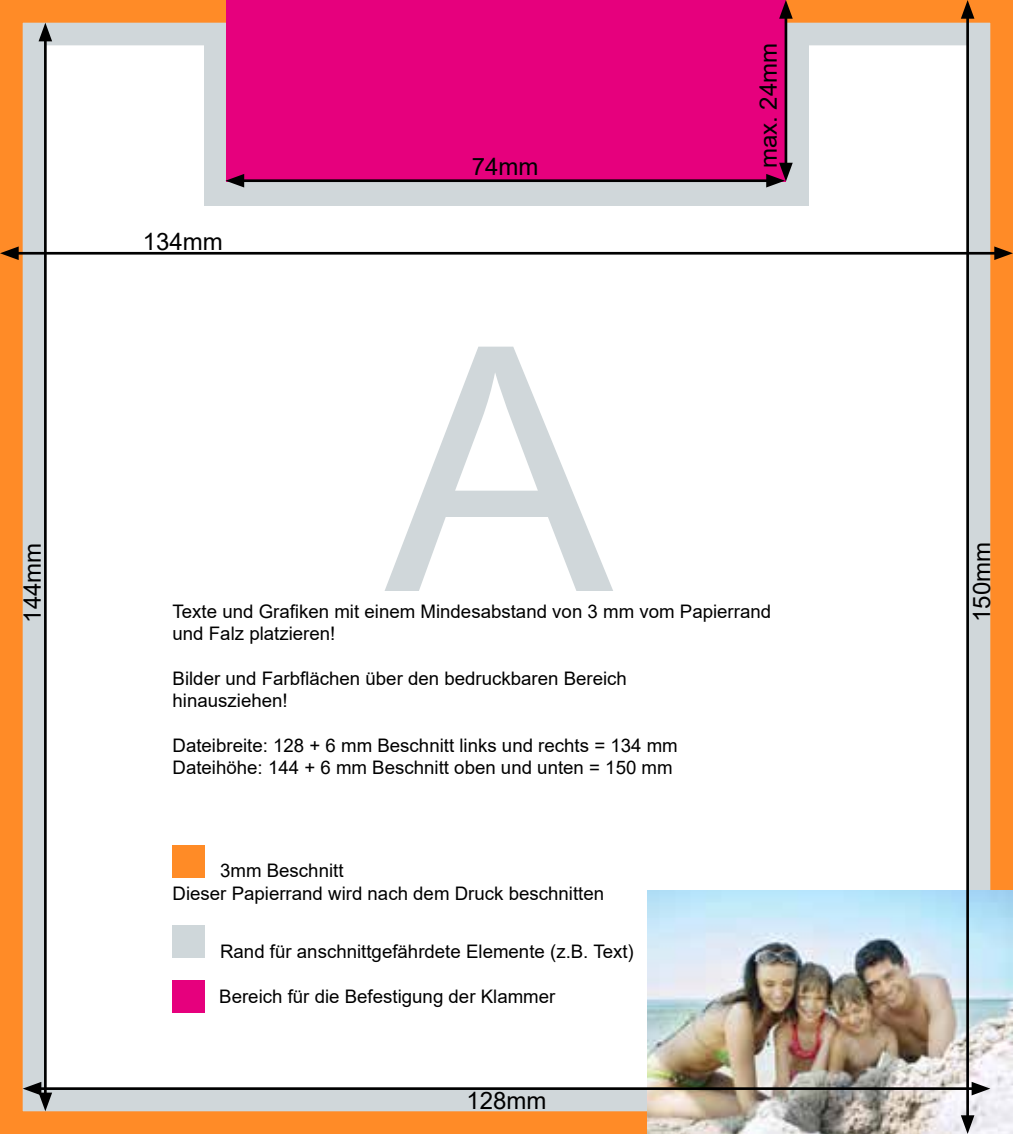 max. 24mm
74mm
134mm
A
144mm
150mm
Texte und Grafiken mit einem Mindesabstand von 3 mm vom Papierrand
und Falz platzieren!
Bilder und Farbflächen über den bedruckbaren Bereich
hinausziehen!
Dateibreite: 128 + 6 mm Beschnitt links und rechts = 134 mm
Dateihöhe: 144 + 6 mm Beschnitt oben und unten = 150 mm
3mm Beschnitt
Dieser Papierrand wird nach dem Druck beschnitten
Rand für anschnittgefährdete Elemente (z.B. Text)
Bereich für die Befestigung der Klammer
128mm